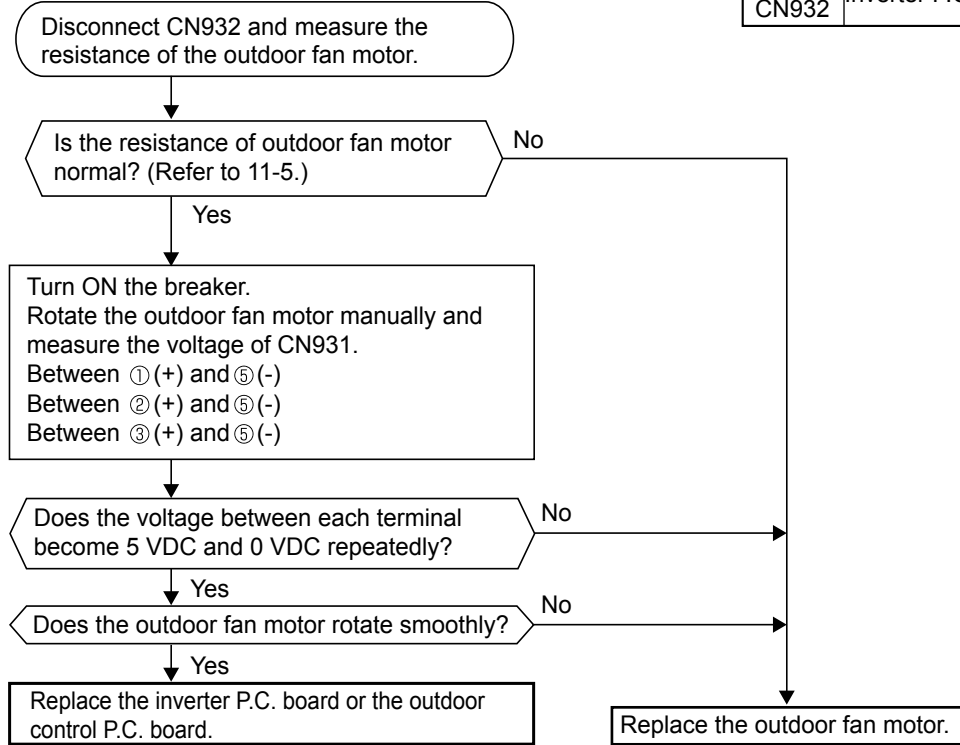 CN932
Disconnect CN932 and measure the
resistance of the outdoor fan motor.
Is the resistance of outdoor fan motor
normal? (Refer to 11-5.)
No
Yes
Turn ON the breaker.
Rotate the outdoor fan motor manually and
measure the voltage of CN931.
Between ①(+) and ⑤(-)
Between ②(+) and ⑤(-)
Between ③(+) and ⑤(-)
Does the voltage between each terminal
become 5 VDC and 0 VDC repeatedly?
No
Yes
Does the outdoor fan motor rotate smoothly?
No
Yes
Replace the inverter P.C. board or the outdoor
control P.C. board.
Replace the outdoor fan motor.